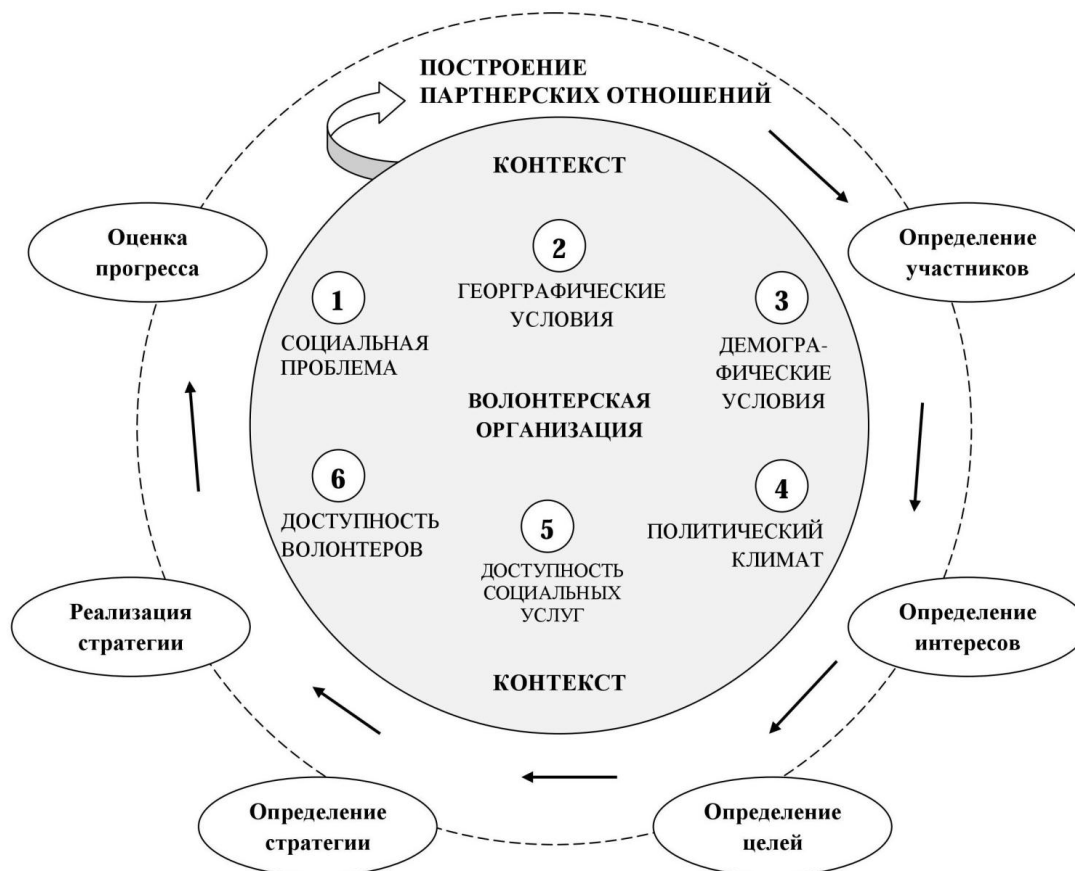 ПОСТРОЕНИЕ
ПАРТНЕРСКИХ ОТНОШЕНИЙ
КОНТЕКСТ
Оценка
прогресса
Определение
участников
2
ГЕОРГРАФИЧЕСКИЕ
УСЛОВИЯ
1
СОЦИАЛЬНАЯ
ПРОБЛЕМА
3
ДЕМОГРА-
ФИЧЕСКИЕ
УСЛОВИЯ
ВОЛОНТЕРСКАЯ
ОРГАНИЗАЦИЯ
6
ДОСТУПНОСТЬ
ВОЛОНТЕРОВ
5
ДОСТУПНОСТЬ
СОЦИАЛЬНЫХ
УСЛУГ
4
ПОЛИТИЧЕСКИЙ
КЛИМАТ
Реализация
стратегии
Определение
интересов
КОНТЕКСТ
Определение
стратегии
Определение
целей